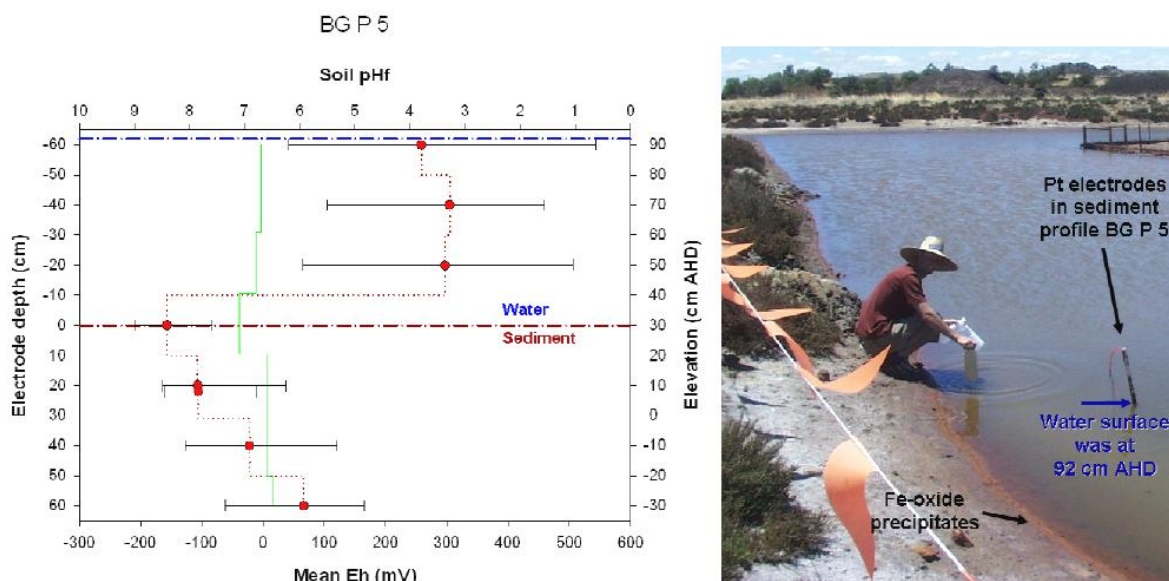 BG P 5
Soil pHf
10 9 8 7 6 5 4 3 2 1 0
Electrode depth (cm)
-60
-50
-40
-30
-20
-10
0
10
20
30
40
50
60
Water
Sediment
90
80
70
60
50
40
30
20
10
0
-10
-20
-30
Elevation (cm AHD)
-300 -200 -100 0 100 200 300 400 500 600
Mean Eh (mV)
Pt electrodes
in sediment
profile BG P 5
Water surface
was at
92 cm AHD
Fe-oxide
precipitates